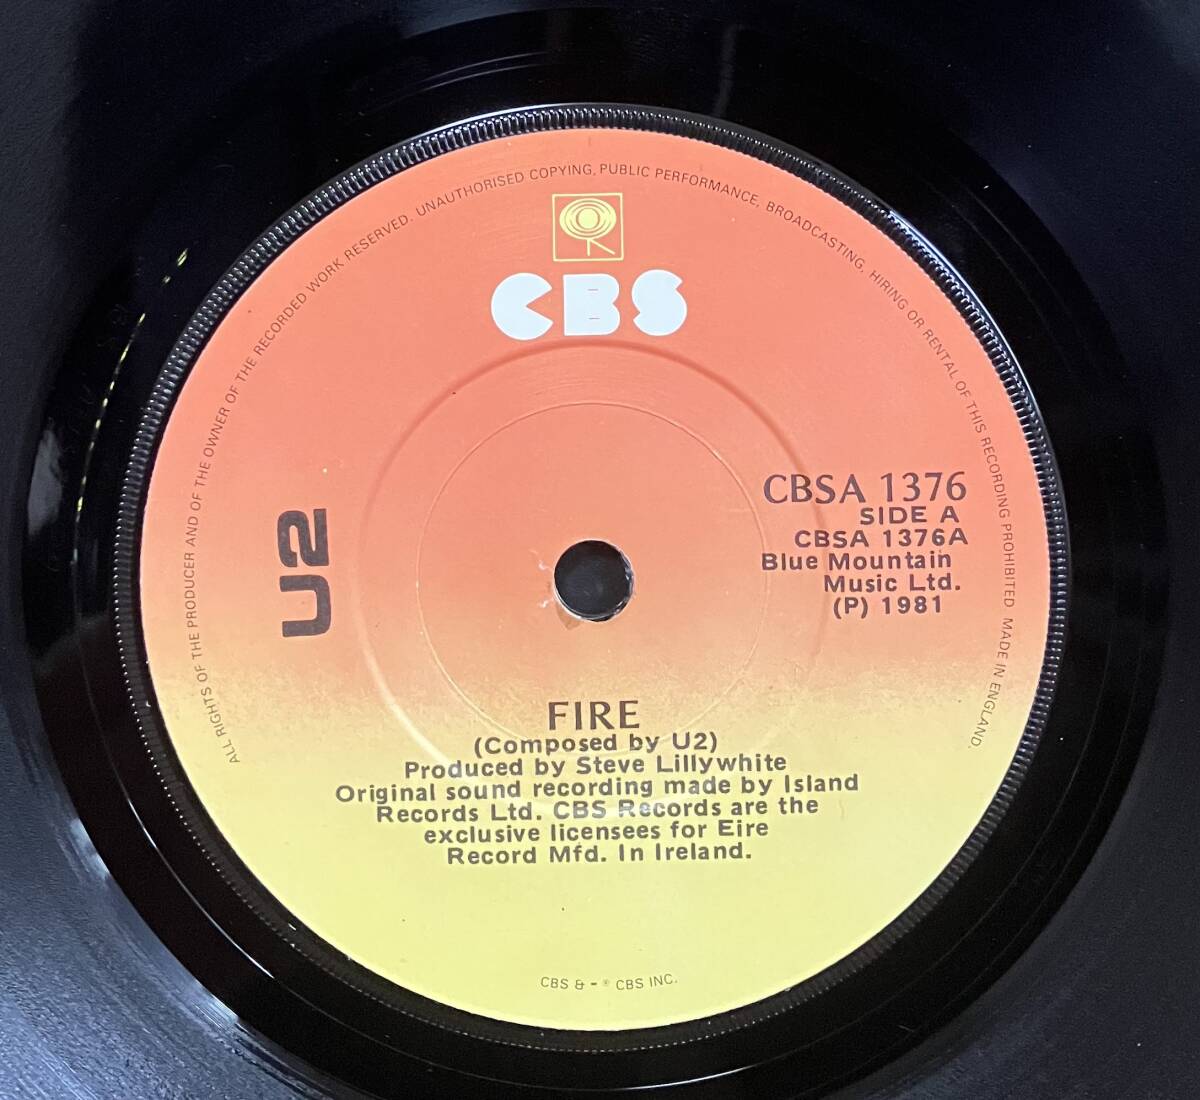 ALL RIGHTS OF THE PRODUCER AND OF THE OWNER OF THE RECORDED WORK RESERVED. UNAUTHORISED COPYING, PUBLIC PERFORMANCE, BROADCASTING, HIRING OR RENTAL OF THIS RECORDING PROHIBITED MADE IN ENGLAND.
CBS
U2
CBSA 1376
SIDE A
CBSA 1376A
Blue Mountain
Music Ltd.
(P) 1981
FIRE
(Composed by U2)
Produced by Steve Lillywhite
Original sound recording made by Island
Records Ltd. CBS Records are the
exclusive licensees for Eire
Record Mfd. In Ireland.
CBS & - ® CBS INC.